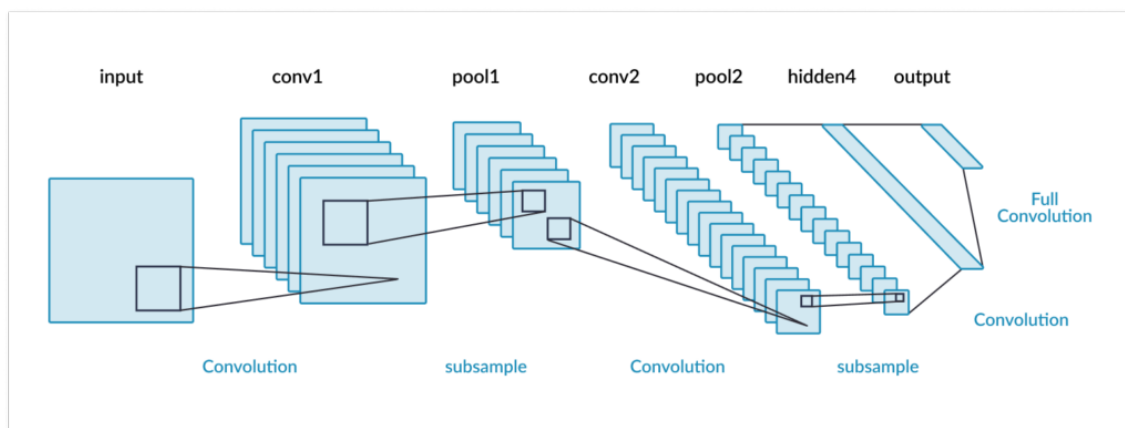 input conv1 pool1 conv2 pool2 hidden4 output
Full
Convolution
Convolution
Convolution subsample Convolution subsample